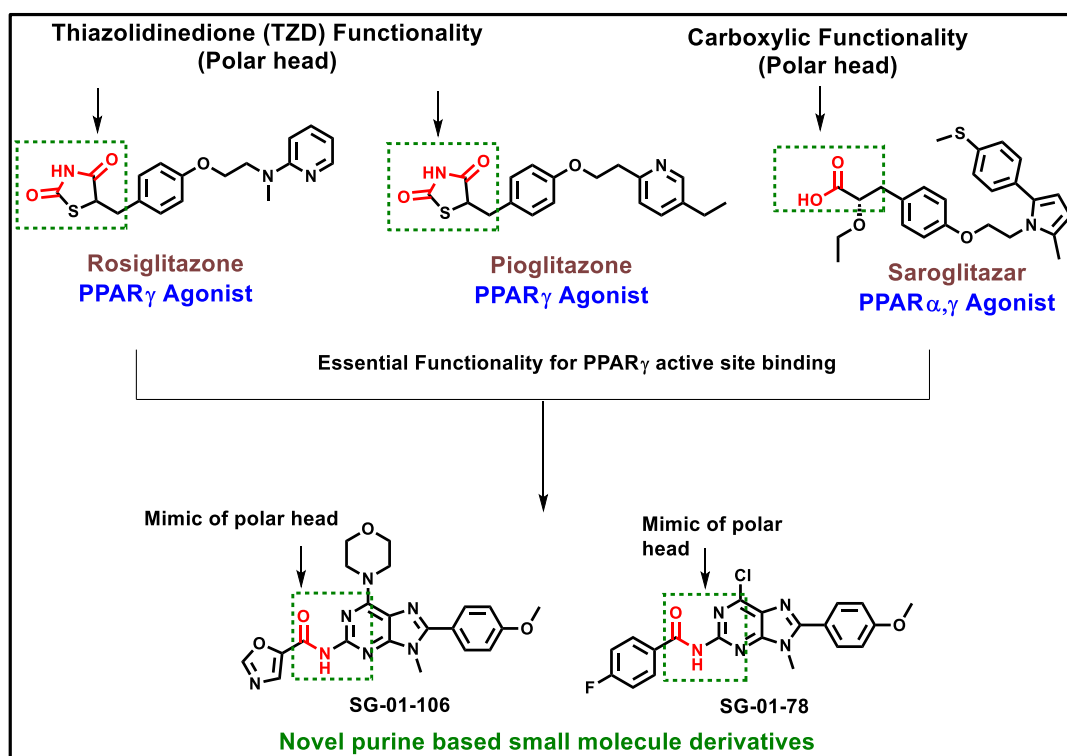 Thiazolidinedione (TZD) Functionality
(Polar head)
Carboxylic Functionality
(Polar head)
HN
O
O
S
O
N
N
HN
O
O
S
O
N
S
O
HO
O
O
N
Rosiglitazone
PPARγ Agonist
Pioglitazone
PPARγ Agonist
Saroglitazar
PPARα,γ Agonist
Essential Functionality for PPARγ active site binding
Mimic of polar head
Mimic of polar
head
O
N
O
N
N
N
N
N
H
O
N
O
Cl
O
N
N
N
N
N
H
O
F
SG-01-106
SG-01-78
Novel purine based small molecule derivatives